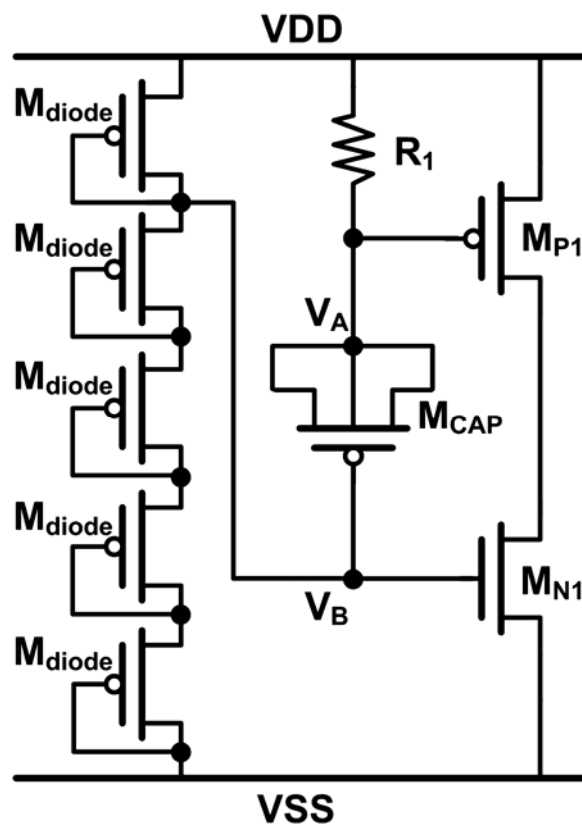 VDD
Mdiode
R1
Mdiode
MP1
VA
Mdiode
MCAP
Mdiode
MN1
VB
Mdiode
VSS